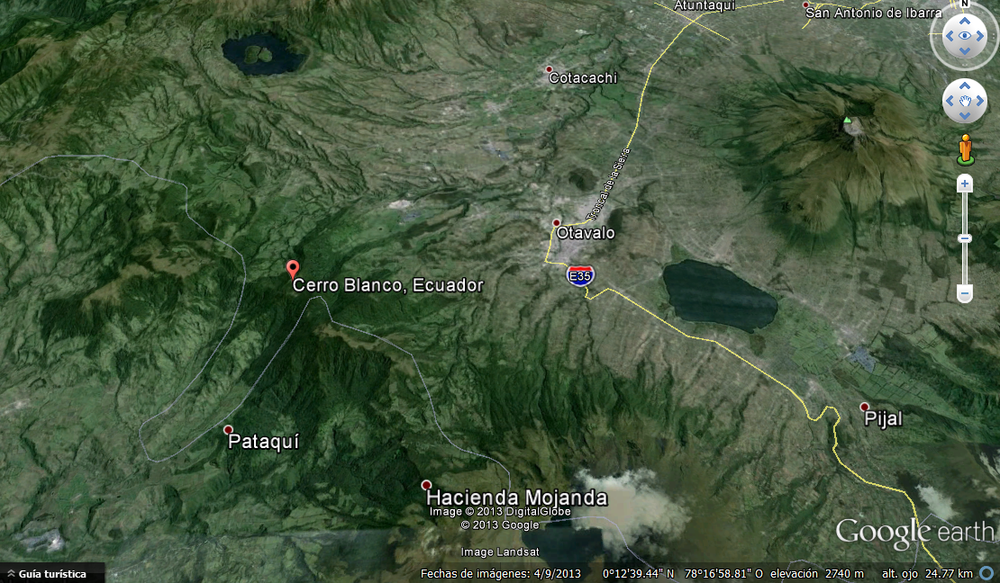 Atuntaqui
San Antonio de Ibarra
N
Cotacachi
Troncal de la Sierra
Otavalo
E35
Cerro Blanco, Ecuador
Pijal
Pataquí
Hacienda Mojanda
Image © 2013 DigitalGlobe
© 2013 Google
Image Landsat
Google earth
Guía turística
Fechas de imágenes: 4/9/2013 0°12'39.44" N 78°16'58.81" O elevación 2740 m alt. ojo 24.77 km